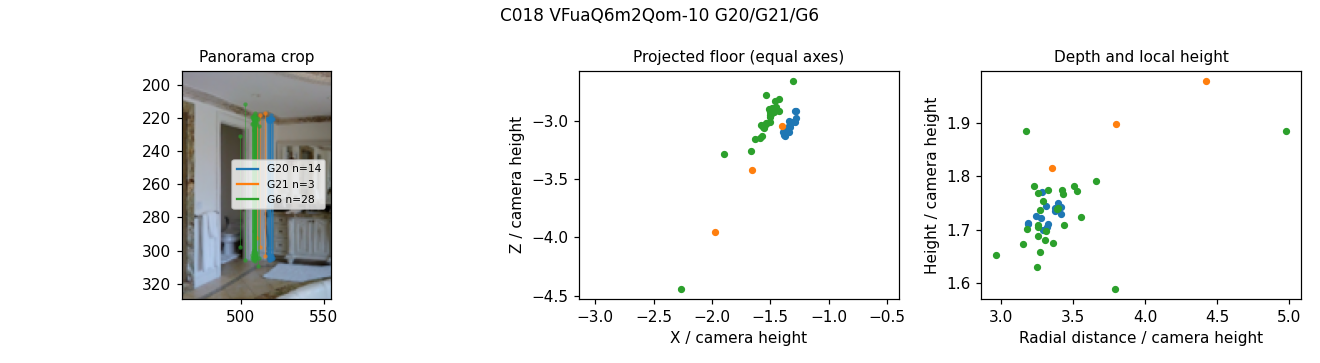 C018 VFuaQ6m2Qom-10 G20/G21/G6
Panorama crop
200
220
240
260
280
300
320
500
550
G20 n=14
G21 n=3
G6 n=28
Projected floor (equal axes)
Z / camera height
−3.0
−3.5
−4.0
−4.5
−3.0
−2.5
−2.0
−1.5
−1.0
−0.5
X / camera height
Depth and local height
Height / camera height
1.9
1.8
1.7
1.6
3.0
3.5
4.0
4.5
5.0
Radial distance / camera height